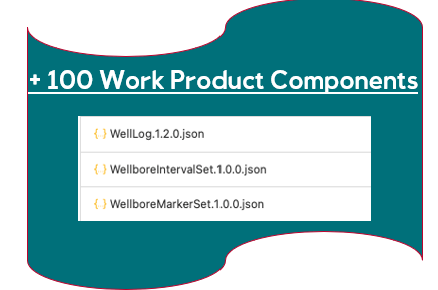 + 100 Work Product Components
{ } WellLog.1.2.0.json
{ } WellboreIntervalSet.1.0.0.json
{ } WellboreMarkerSet.1.0.0.json